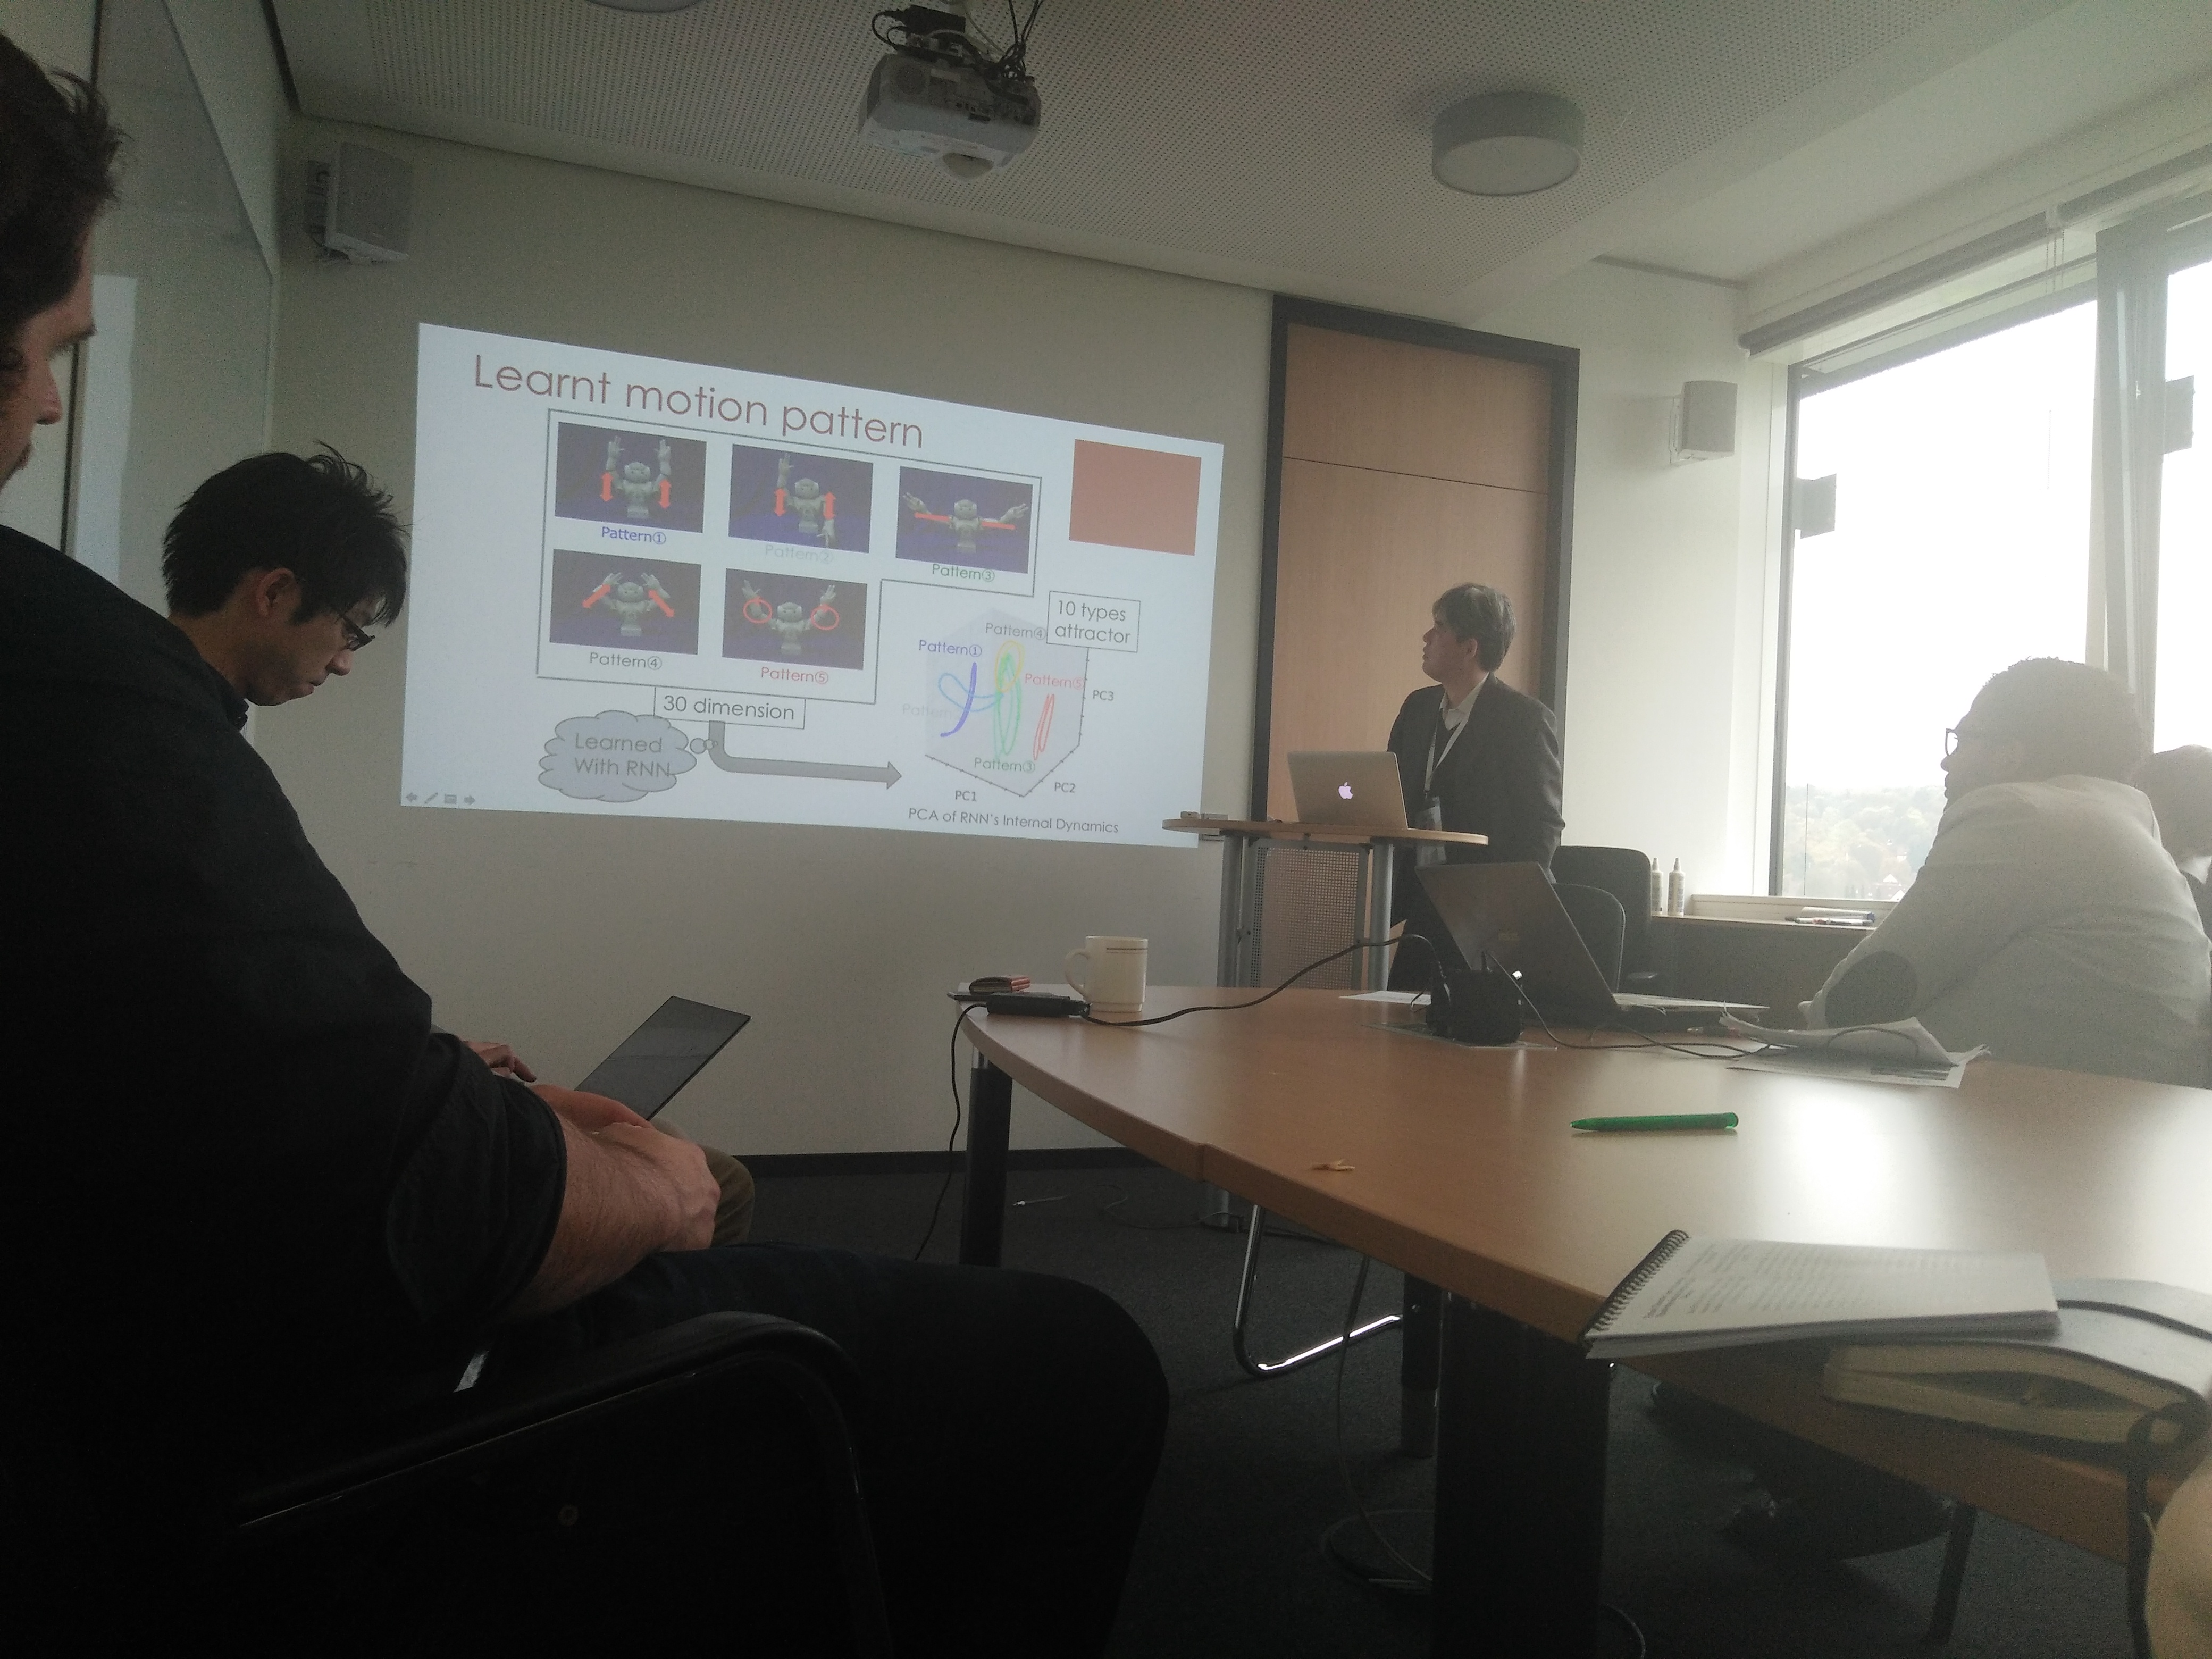 Learnt motion pattern
Pattern①
Pattern②
Pattern③
Pattern④
Pattern⑤
30 dimension
Learned
With RNN
10 types
attractor
Pattern④
Pattern①
Pattern⑤
Pattern
Pattern③
PC3
PC2
PC1
PCA of RNN's Internal Dynamics